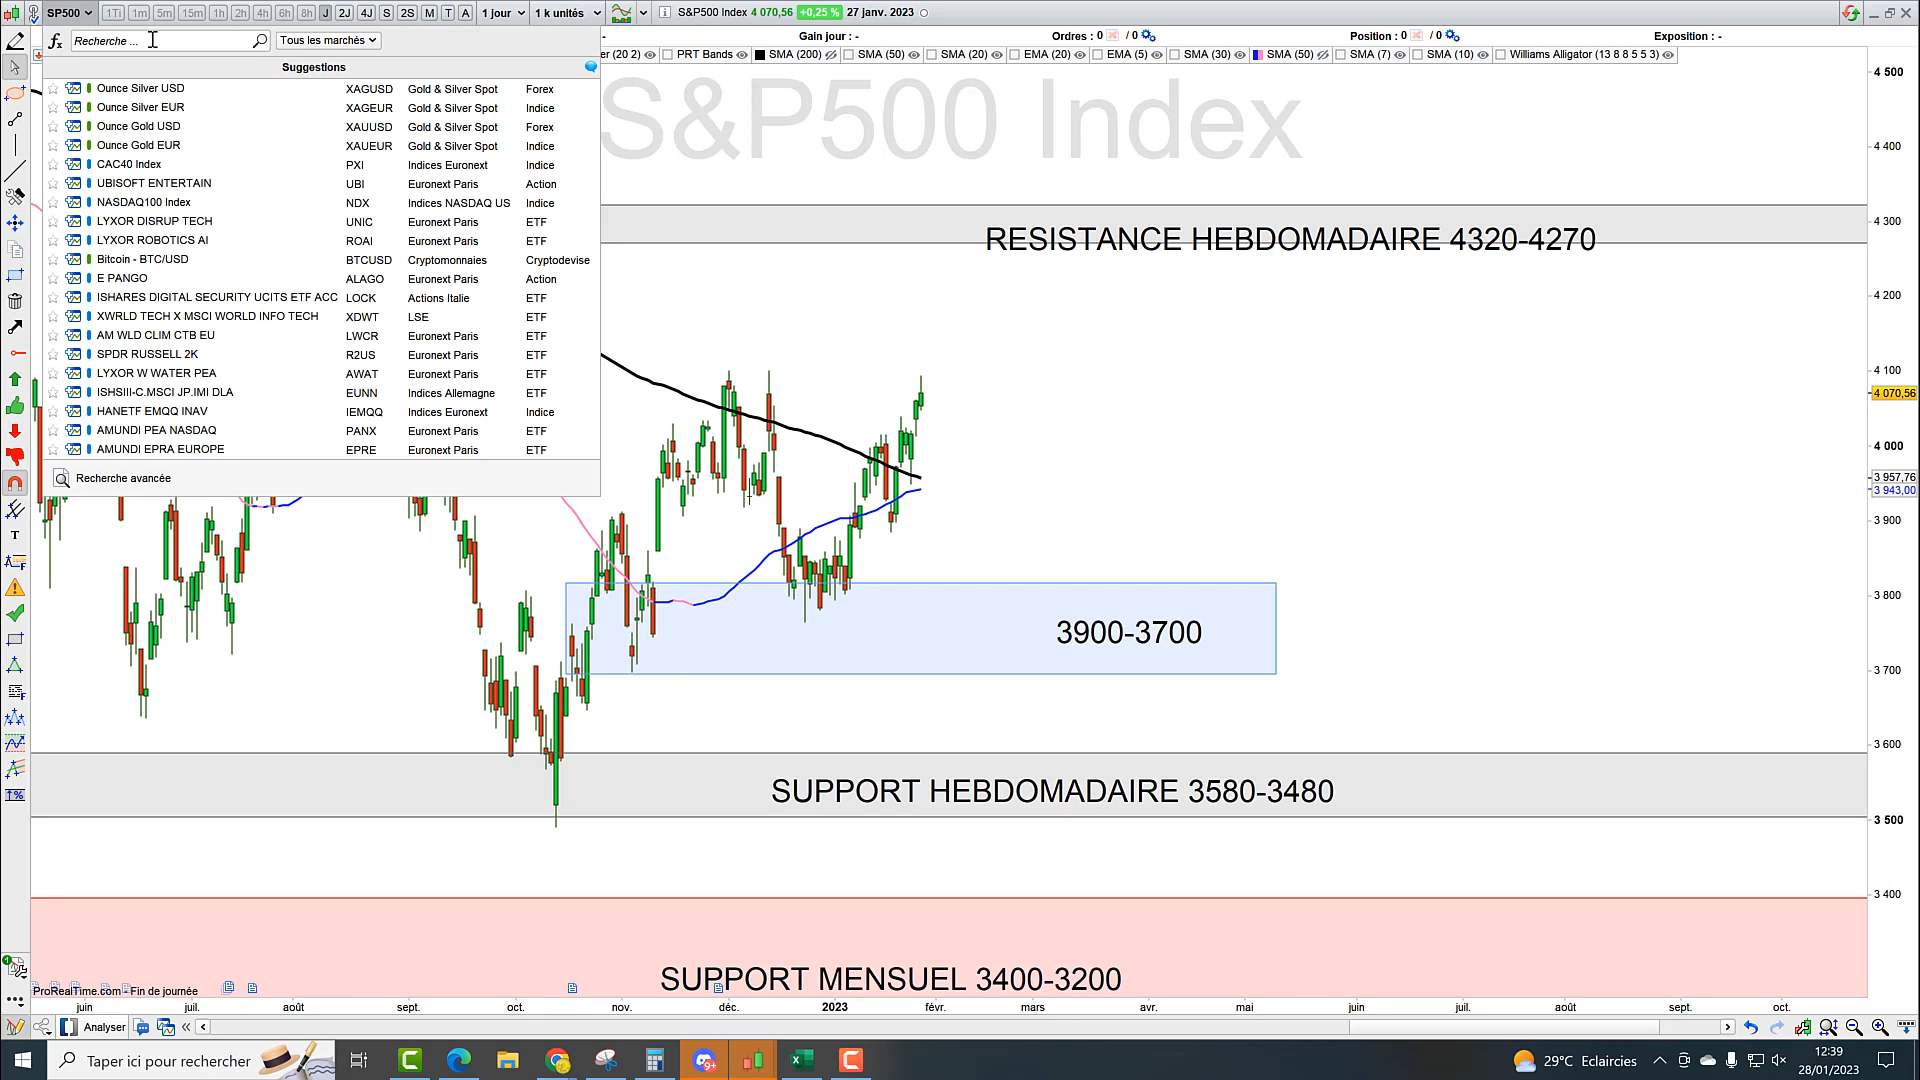 SP500 1Ti 1m 5m 15m 1h 2h 4h 6h 8h J 2J 4J S 2S M T A 1 jour 1 k unités S&P500 Index 4 070,56 +0,25 % 27 janv. 2023
Recherche ... Tous les marchés
Gain jour : - Ordres : 0 / 0 Position : 0 / 0 Exposition : -
er (20 2) PRT Bands SMA (200) SMA (50) SMA (20) EMA (20) EMA (5) SMA (30) SMA (50) SMA (7) SMA (10) Williams Alligator (13 8 8 5 5 3)
Suggestions
Ounce Silver USD XAGUSD Gold & Silver Spot Forex
Ounce Silver EUR XAGEUR Gold & Silver Spot Indice
Ounce Gold USD XAUUSD Gold & Silver Spot Forex
Ounce Gold EUR XAUEUR Gold & Silver Spot Indice
CAC40 Index PXI Indices Euronext Indice
UBISOFT ENTERTAIN UBI Euronext Paris Action
NASDAQ100 Index NDX Indices NASDAQ US Indice
LYXOR DISRUP TECH UNIC Euronext Paris ETF
LYXOR ROBOTICS AI ROAI Euronext Paris ETF
Bitcoin - BTC/USD BTCUSD Cryptomonnaies Cryptodevise
E PANGO ALAGO Euronext Paris Action
ISHARES DIGITAL SECURITY UCITS ETF ACC LOCK Actions Italie ETF
XWRLD TECH X MSCI WORLD INFO TECH XDWT LSE ETF
AM WLD CLIM CTB EU LWCR Euronext Paris ETF
SPDR RUSSELL 2K R2US Euronext Paris ETF
LYXOR W WATER PEA AWAT Euronext Paris ETF
ISHSIII-C.MSCI JP.IMI DLA EUNN Indices Allemagne ETF
HANETF EMQQ INAV IEMQQ Indices Euronext Indice
AMUNDI PEA NASDAQ PANX Euronext Paris ETF
AMUNDI EPRA EUROPE EPRE Euronext Paris ETF
Recherche avancée
S&P500 Index
RESISTANCE HEBDOMADAIRE 4320-4270
3900-3700
SUPPORT HEBDOMADAIRE 3580-3480
SUPPORT MENSUEL 3400-3200
4 500
4 400
4 300
4 200
4 100
4 070,56
4 000
3 957,76
3 943,00
3 900
3 800
3 700
3 600
3 500
3 400
ProRealTime.com - Fin de journée
juin juil. août sept. oct. nov. déc. 2023 févr. mars avr. mai juin juil. août sept. oct.
Analyser
Taper ici pour rechercher
29°C Eclaircies
12:39
28/01/2023